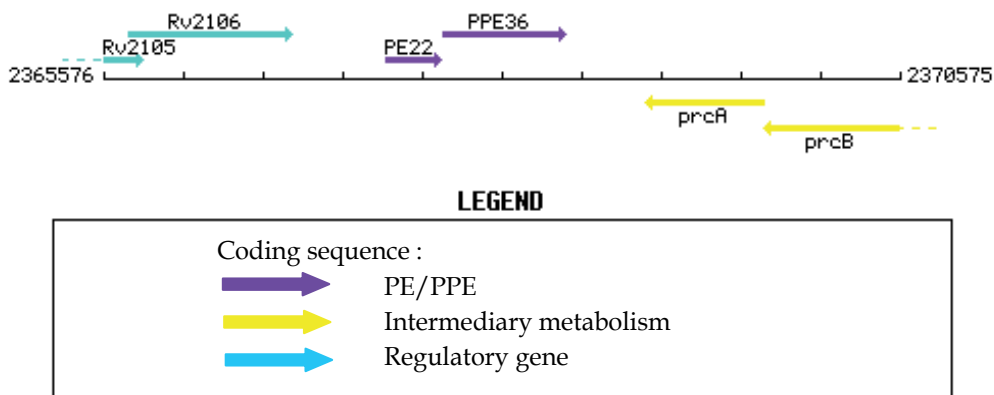 Rv2106
PPE36
Rv2105
PE22
2365576
2370575
prcA
prcB
LEGEND
Coding sequence :
PE/PPE
Intermediary metabolism
Regulatory gene